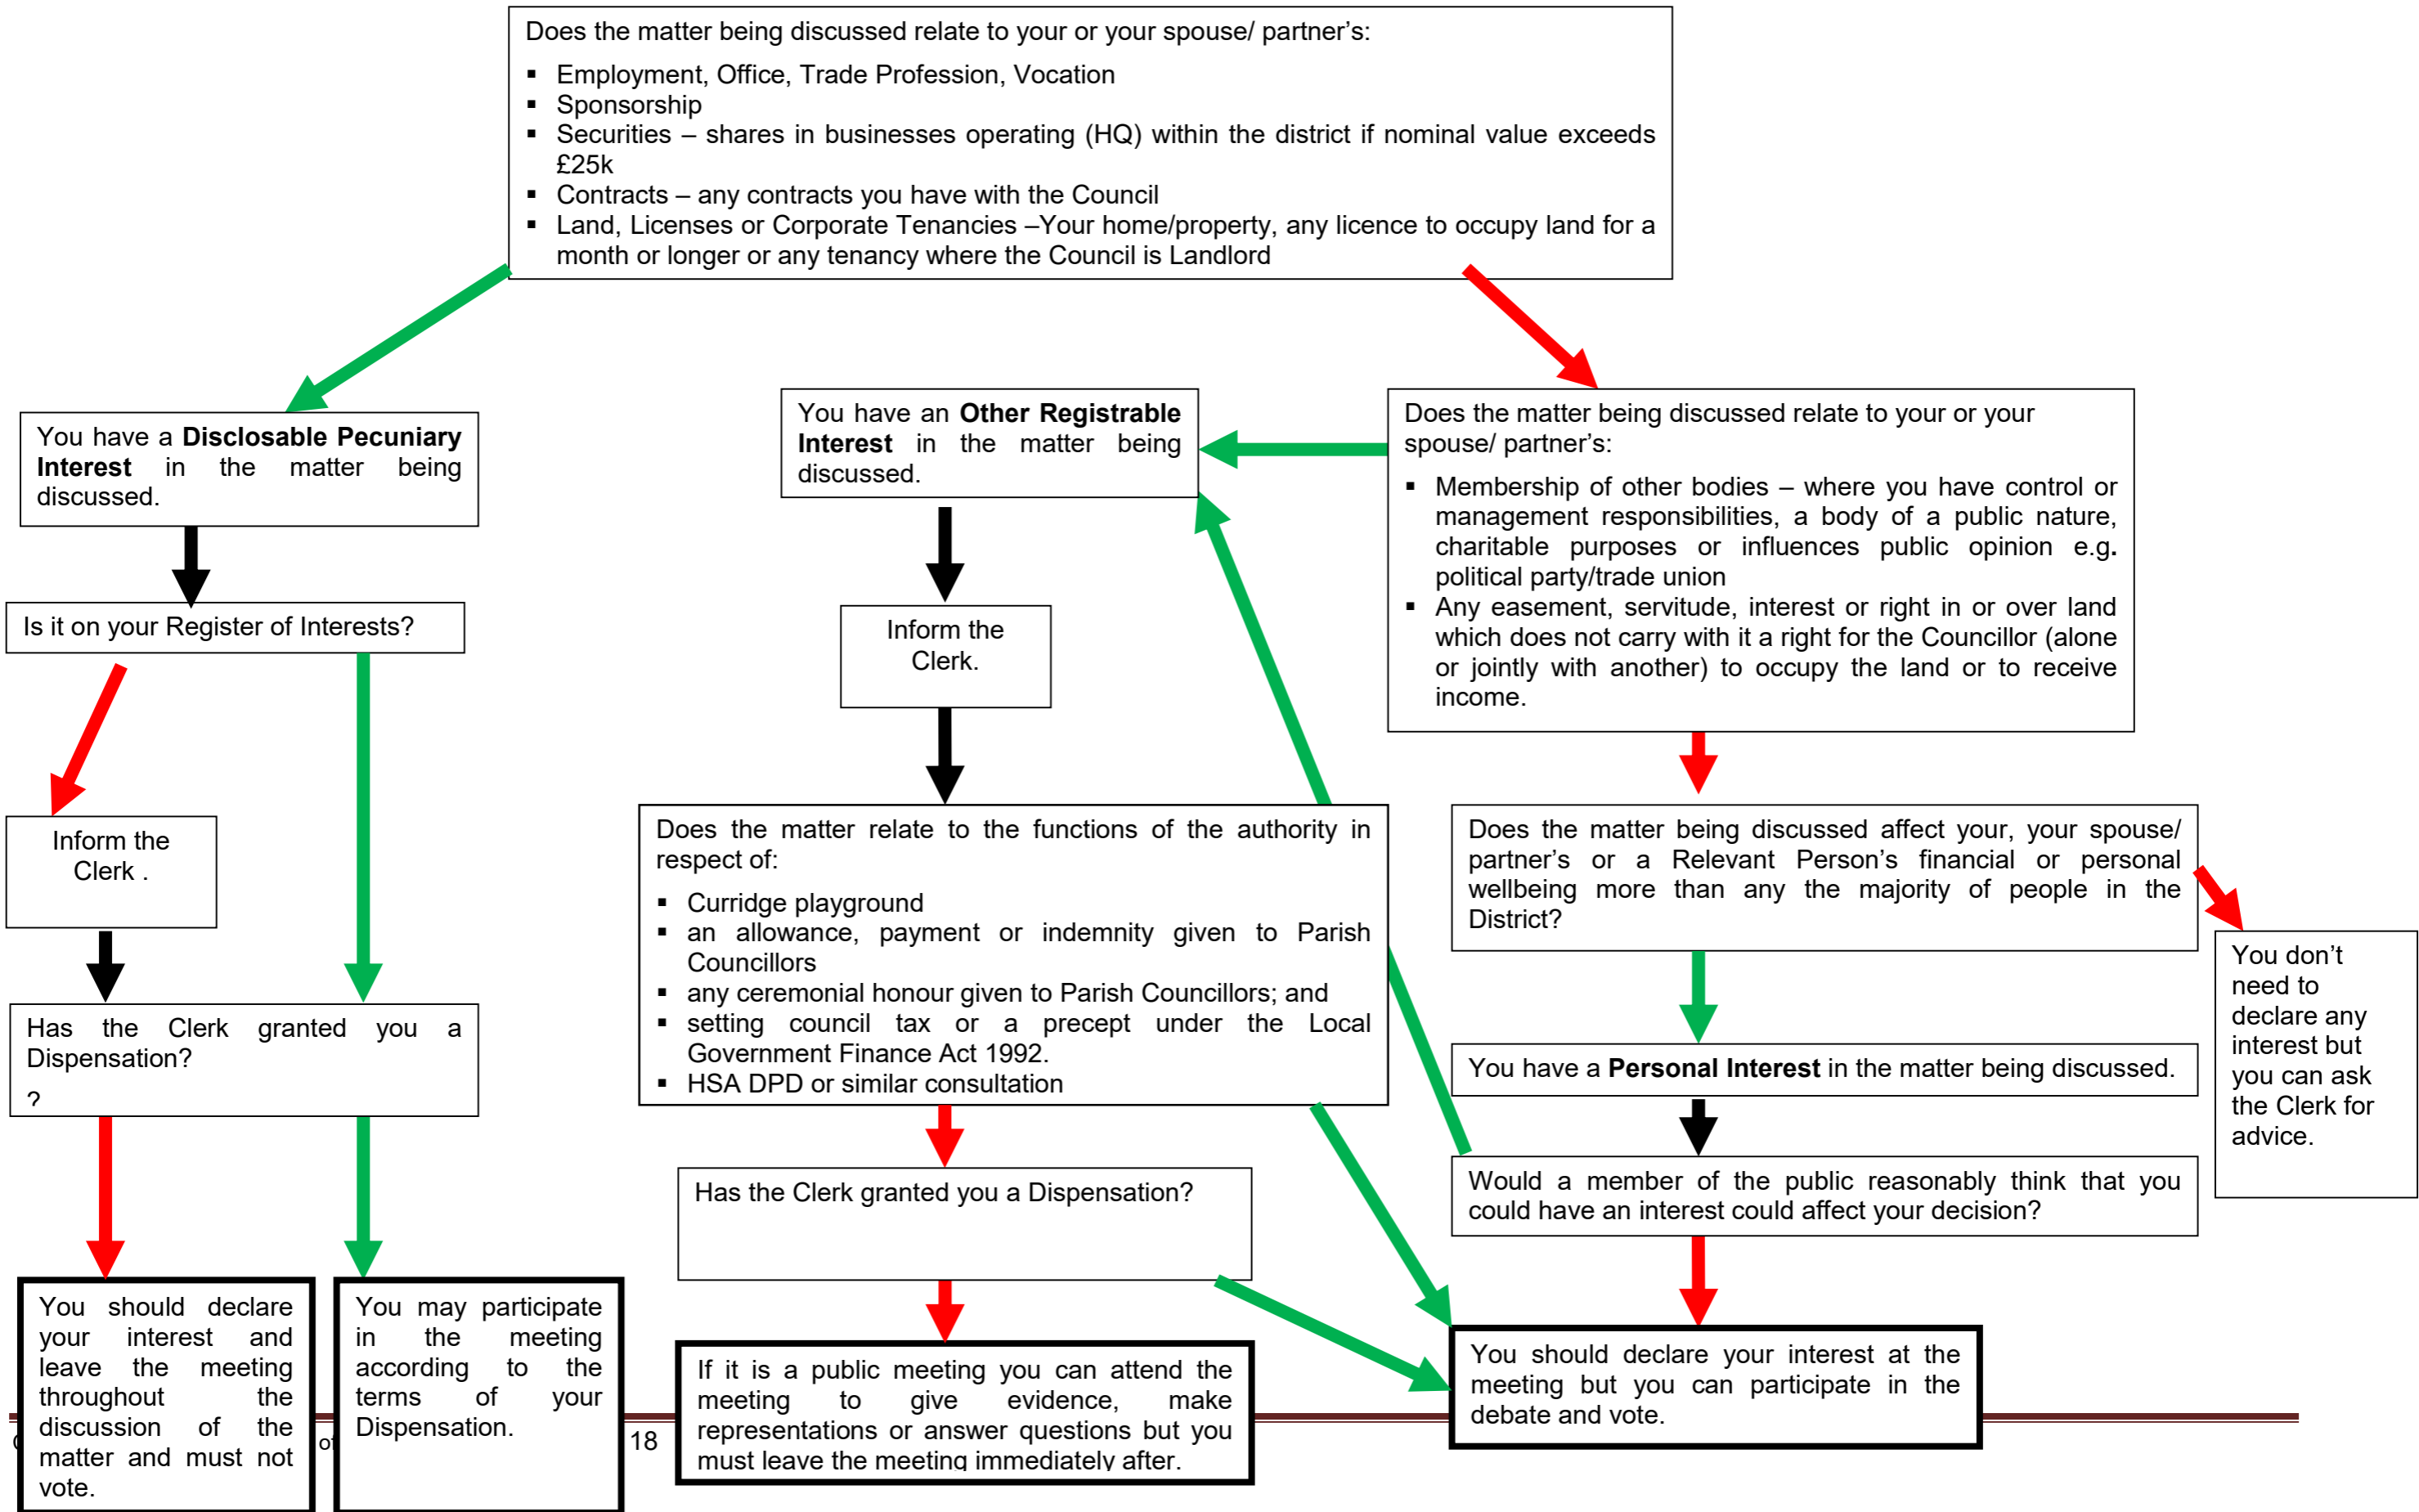 Does the matter being discussed relate to your or your spouse/ partner’s:
▪ Employment, Office, Trade Profession, Vocation
▪ Sponsorship
▪ Securities – shares in businesses operating (HQ) within the district if nominal value exceeds
£25k
▪ Contracts – any contracts you have with the Council
▪ Land, Licenses or Corporate Tenancies –Your home/property, any licence to occupy land for a
month or longer or any tenancy where the Council is Landlord
You have a Disclosable Pecuniary
Interest in the matter being
discussed.
Is it on your Register of Interests?
Inform the
Clerk .
Has the Clerk granted you a
Dispensation?
?
You should declare
your interest and
leave the meeting
throughout the
discussion of the
matter and must not
vote.
You may participate
in the meeting
according to the
terms of your
Dispensation.
You have an Other Registrable
Interest in the matter being
discussed.
Inform the
Clerk.
Does the matter relate to the functions of the authority in
respect of:
▪ Curridge playground
▪ an allowance, payment or indemnity given to Parish
Councillors
▪ any ceremonial honour given to Parish Councillors; and
▪ setting council tax or a precept under the Local
Government Finance Act 1992.
▪ HSA DPD or similar consultation
Has the Clerk granted you a Dispensation?
If it is a public meeting you can attend the
meeting to give evidence, make
representations or answer questions but you
must leave the meeting immediately after.
Does the matter being discussed relate to your or your
spouse/ partner’s:
▪ Membership of other bodies – where you have control or
management responsibilities, a body of a public nature,
charitable purposes or influences public opinion e.g.
political party/trade union
▪ Any easement, servitude, interest or right in or over land
which does not carry with it a right for the Councillor (alone
or jointly with another) to occupy the land or to receive
income.
Does the matter being discussed affect your, your spouse/
partner’s or a Relevant Person’s financial or personal
wellbeing more than any the majority of people in the
District?
You have a Personal Interest in the matter being discussed.
Would a member of the public reasonably think that you
could have an interest could affect your decision?
You should declare your interest at the
meeting but you can participate in the
debate and vote.
You don’t
need to
declare any
interest but
you can ask
the Clerk for
advice.
of
18